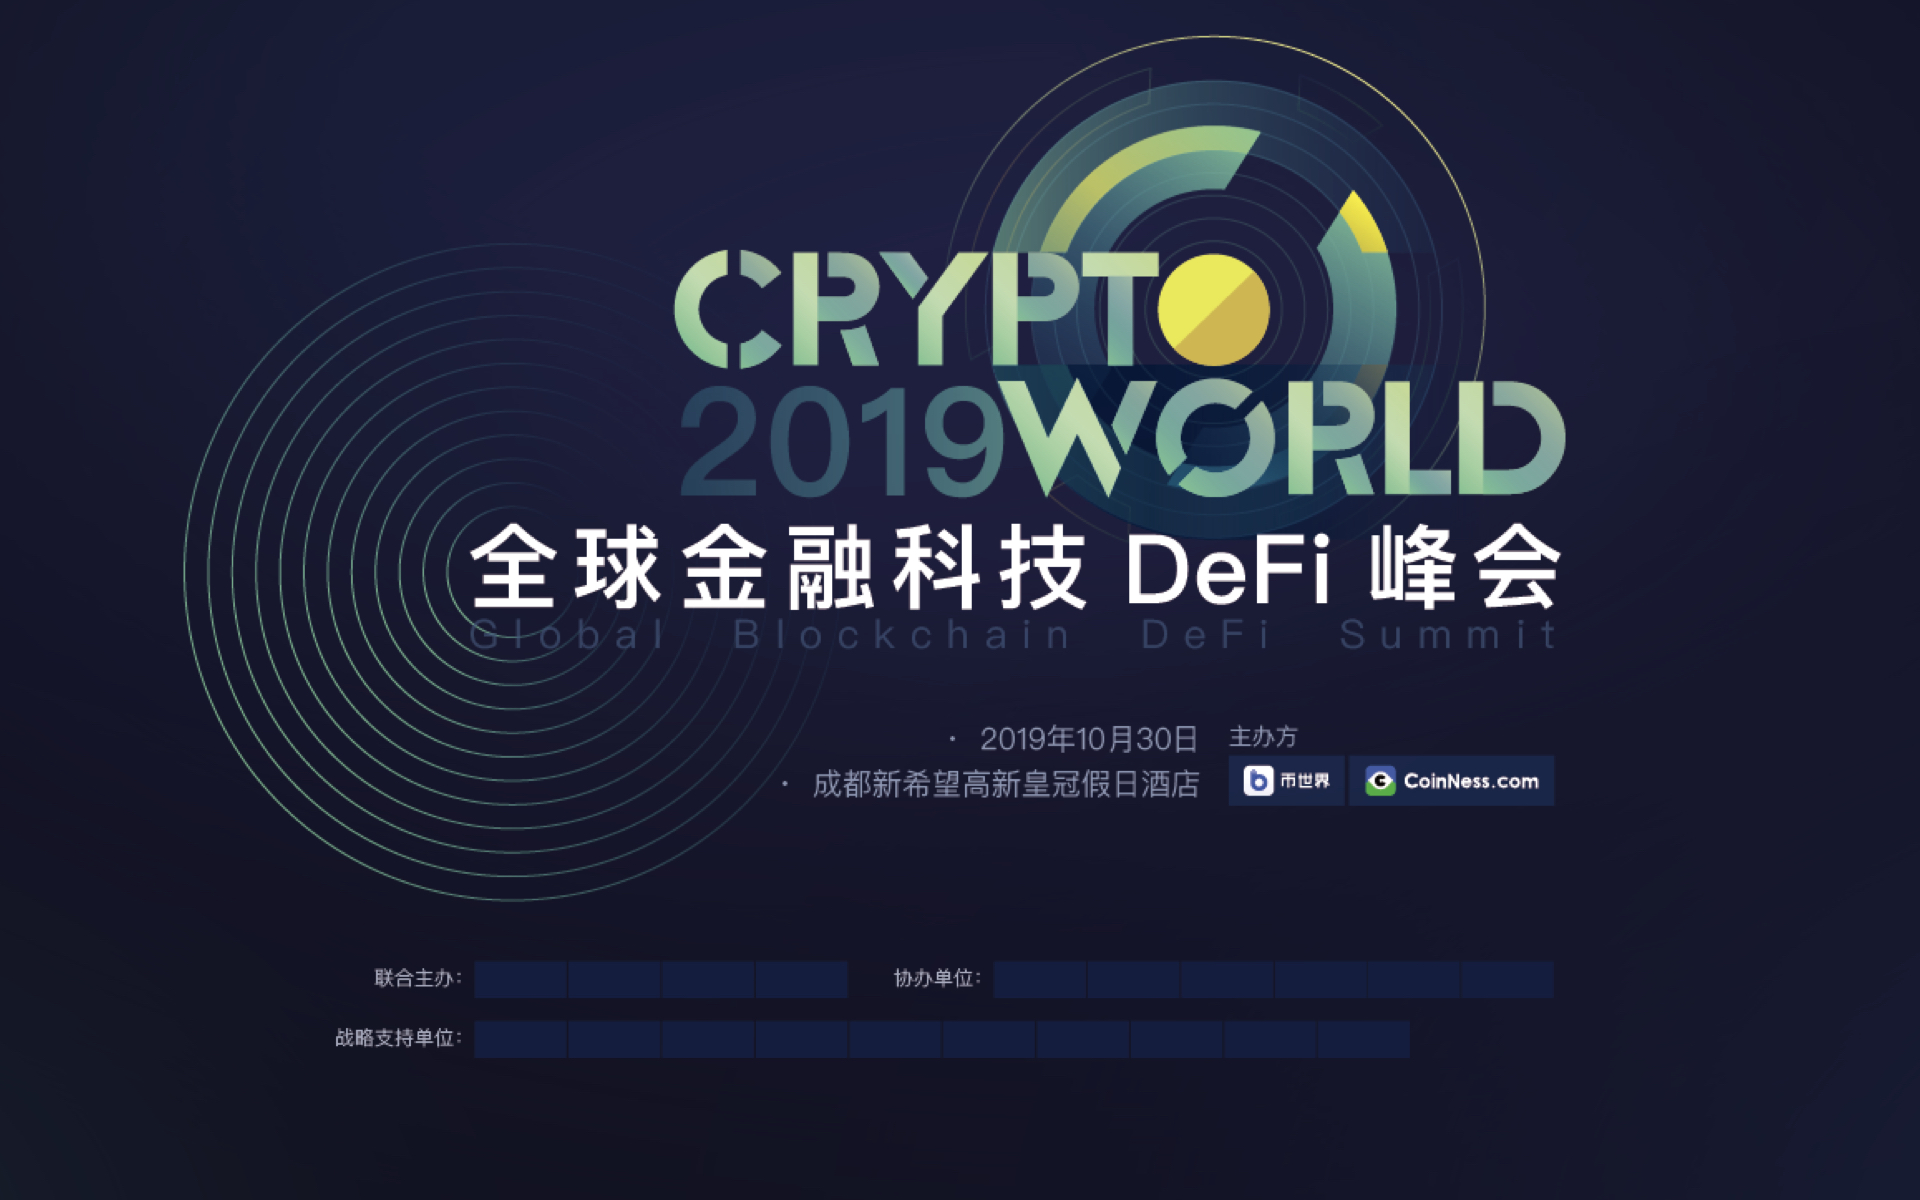 CRYPTO
2019WORLD
全球金融科技 DeFi 峰会
Global Blockchain DeFi Summit
· 2019年10月30日
· 成都新希望高新皇冠假日酒店
主办方
币世界 CoinNess.com
联合主办: 协办单位:
战略支持单位: